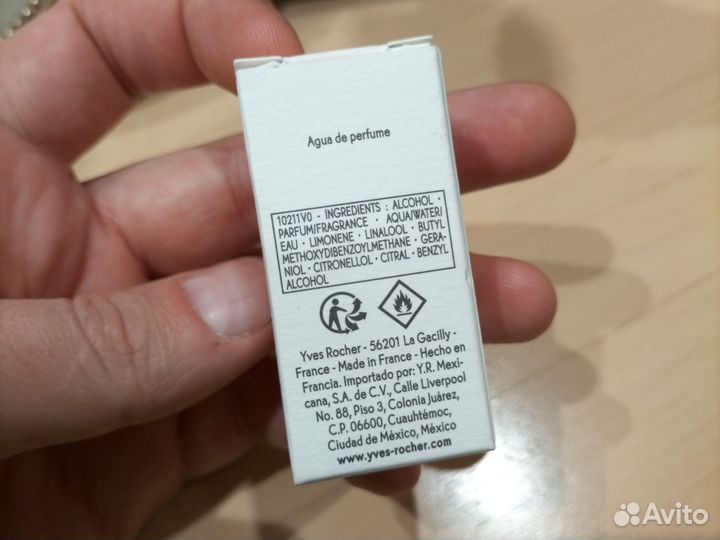 Agua de perfume
10211V0 - INGREDIENTS : ALCOHOL ·
PARFUM/FRAGRANCE · AQUA/WATER/
EAU · LIMONENE · LINALOOL · BUTYL
METHOXYDIBENZOYLMETHANE · GERA-
NIOL · CITRONELLOL · CITRAL · BENZYL
ALCOHOL
Yves Rocher - 56201 La Gacilly -
France - Made in France - Hecho en
Francia. Importado por: Y.R. Mexi-
cana, S.A. de C.V., Calle Liverpool
No. 88, Piso 3, Colonia Juárez,
C.P. 06600, Cuauhtémoc,
Ciudad de México, México
www.yves-rocher.com
Avito